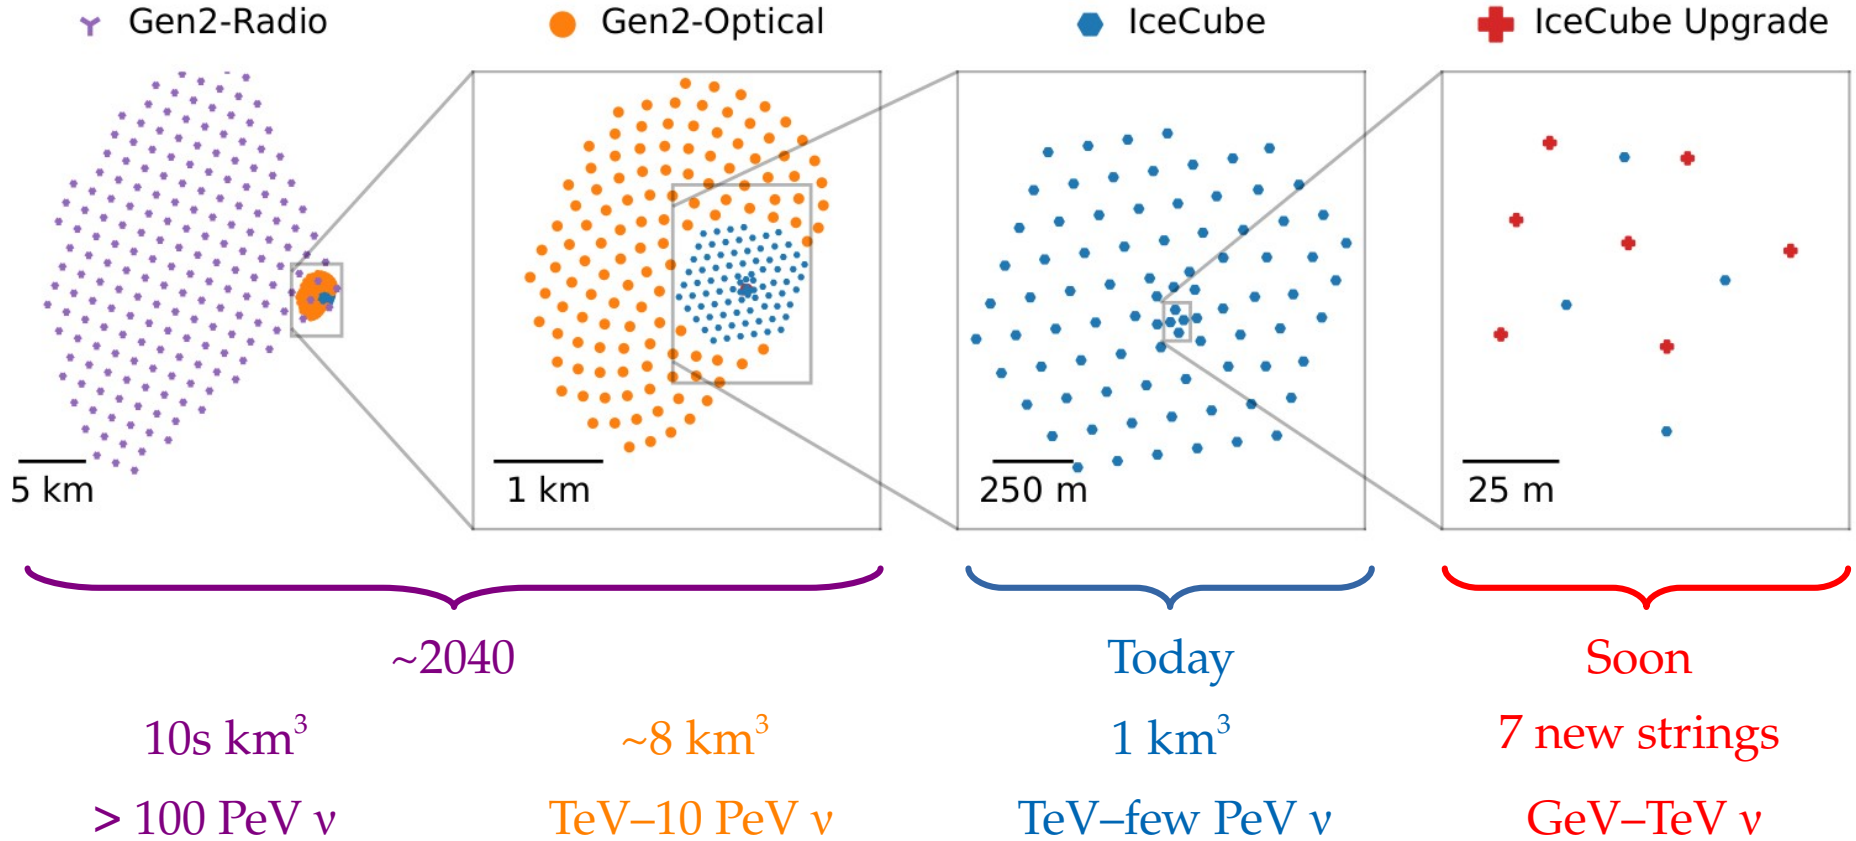 Gen2-Radio
Gen2-Optical
IceCube
IceCube Upgrade
5 km
1 km
250 m
25 m
~2040
Today
Soon
10s km³
~8 km³
1 km³
7 new strings
> 100 PeV ν
TeV–10 PeV ν
TeV–few PeV ν
GeV–TeV ν